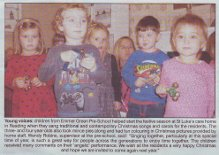 Young voices: children from Emmer Green Pre-School helped start the festive season at St Luke's care home
in Reading when they sang traditional and contemporary Christmas songs and danced for the residents. The
three- and four-year-olds also took mince pies along and had fun colouring in Christmas pictures provided by
home staff. Wendy Robins, supervisor at the pre-school, said: "Singing together, particularly at this special
time of year, is such a great way for people across the generations to enjoy time together. The children
received many comments on their 'angelic' performance. We wish all the residents a very happy Christmas
and hope we are invited to come again next year."